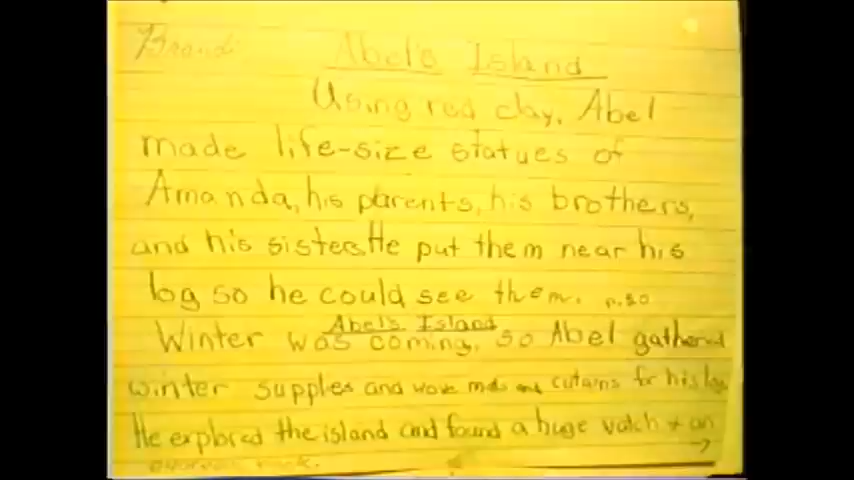 Brandi
Abel's Island
Using red clay, Abel
made life-size statues of
Amanda, his parents, his brothers,
and his sisters. He put them near his
log so he could see them. p.80
Abel's Island
Winter was coming, so Abel gathered
winter supples and wove mats and cutains for his log
He explored the island and found a huge watch + an